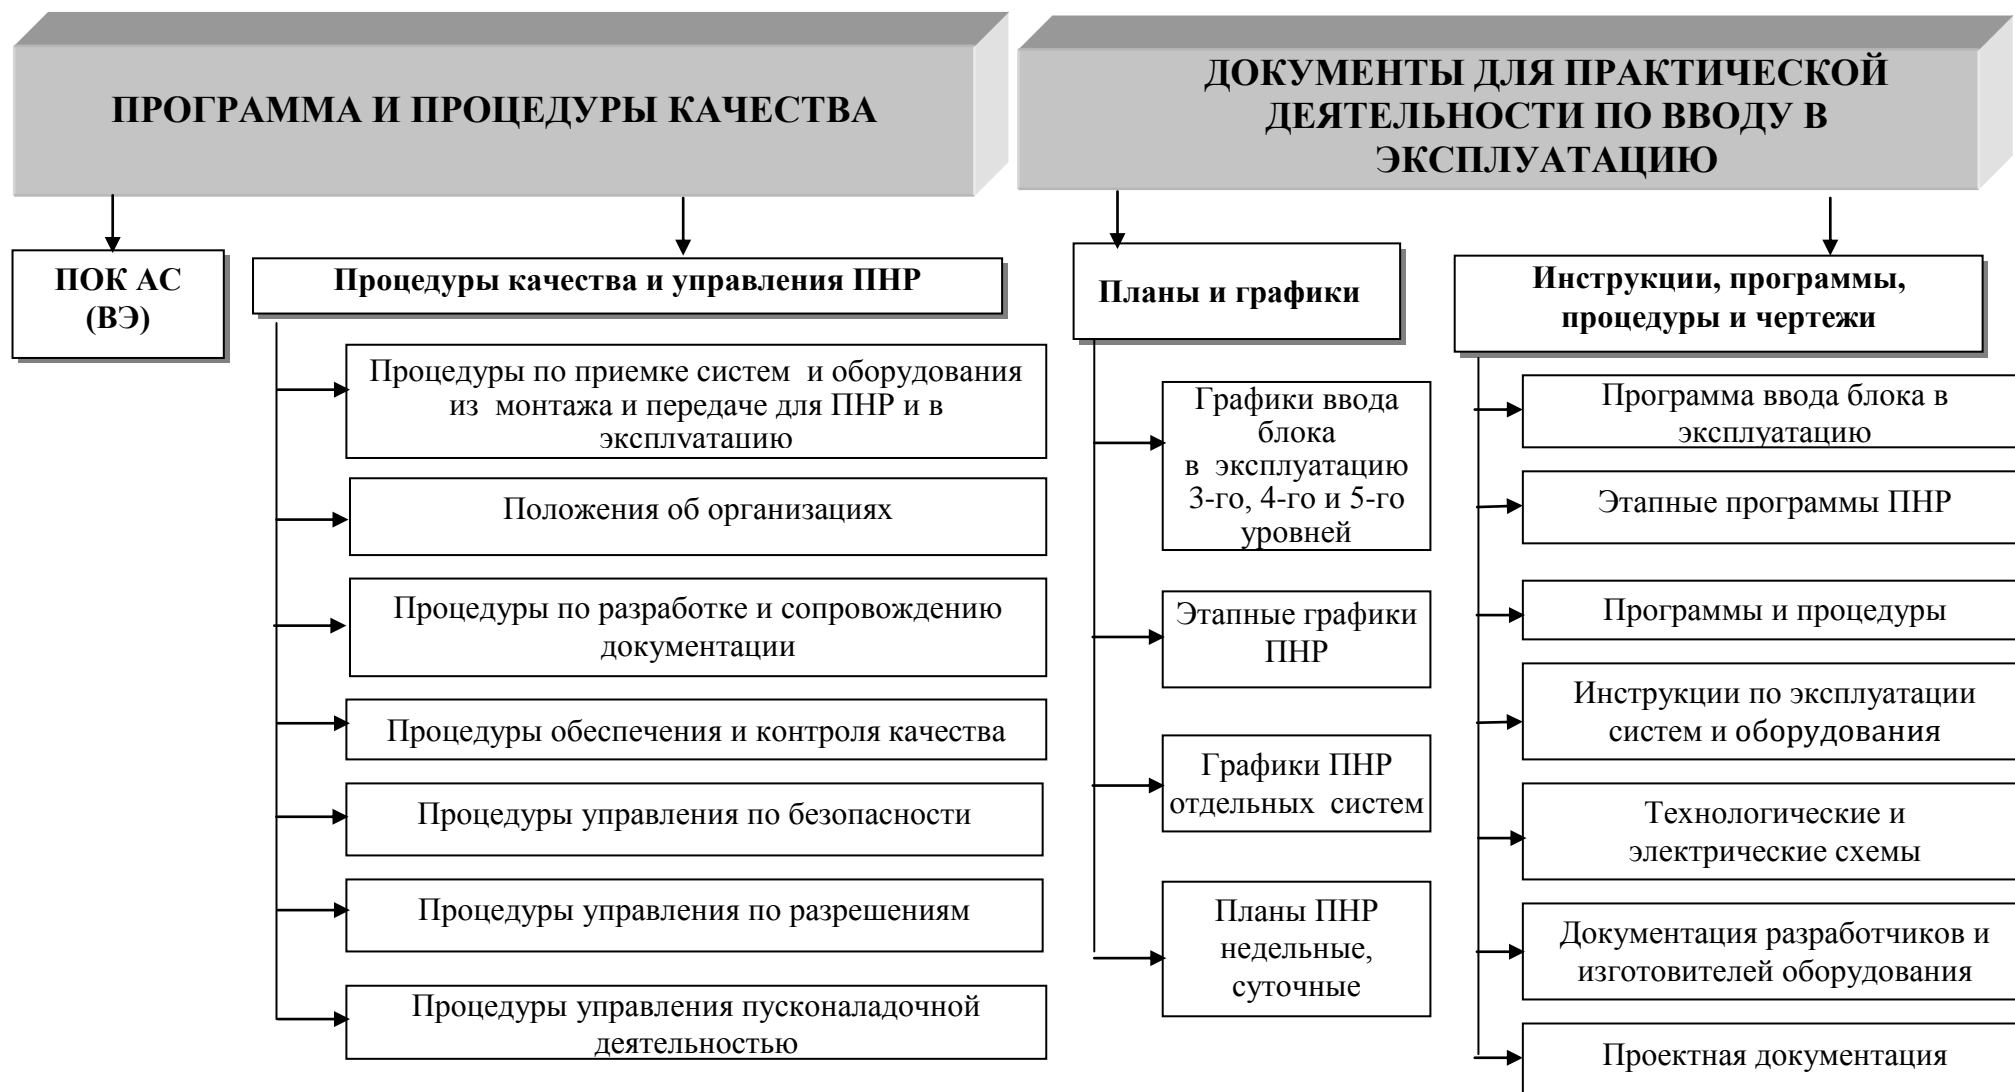 ПРОГРАММА И ПРОЦЕДУРЫ КАЧЕСТВА
ПОК АС
(ВЭ)
Процедуры качества и управления ПНР
Процедуры по приемке систем и оборудования
из монтажа и передаче для ПНР и в
эксплуатацию
Положения об организациях
Процедуры по разработке и сопровождению
документации
Процедуры обеспечения и контроля качества
Процедуры управления по безопасности
Процедуры управления по разрешениям
Процедуры управления пусконаладочной
деятельностью
ДОКУМЕНТЫ ДЛЯ ПРАКТИЧЕСКОЙ
ДЕЯТЕЛЬНОСТИ ПО ВВОДУ В
ЭКСПЛУАТАЦИЮ
Планы и графики
Графики ввода
блока
в эксплуатацию
3-го, 4-го и 5-го
уровней
Этапные графики
ПНР
Графики ПНР
отдельных систем
Планы ПНР
недельные,
суточные
Инструкции, программы,
процедуры и чертежи
Программа ввода блока в
эксплуатацию
Этапные программы ПНР
Программы и процедуры
Инструкции по эксплуатации
систем и оборудования
Технологические и
электрические схемы
Документация разработчиков и
изготовителей оборудования
Проектная документация